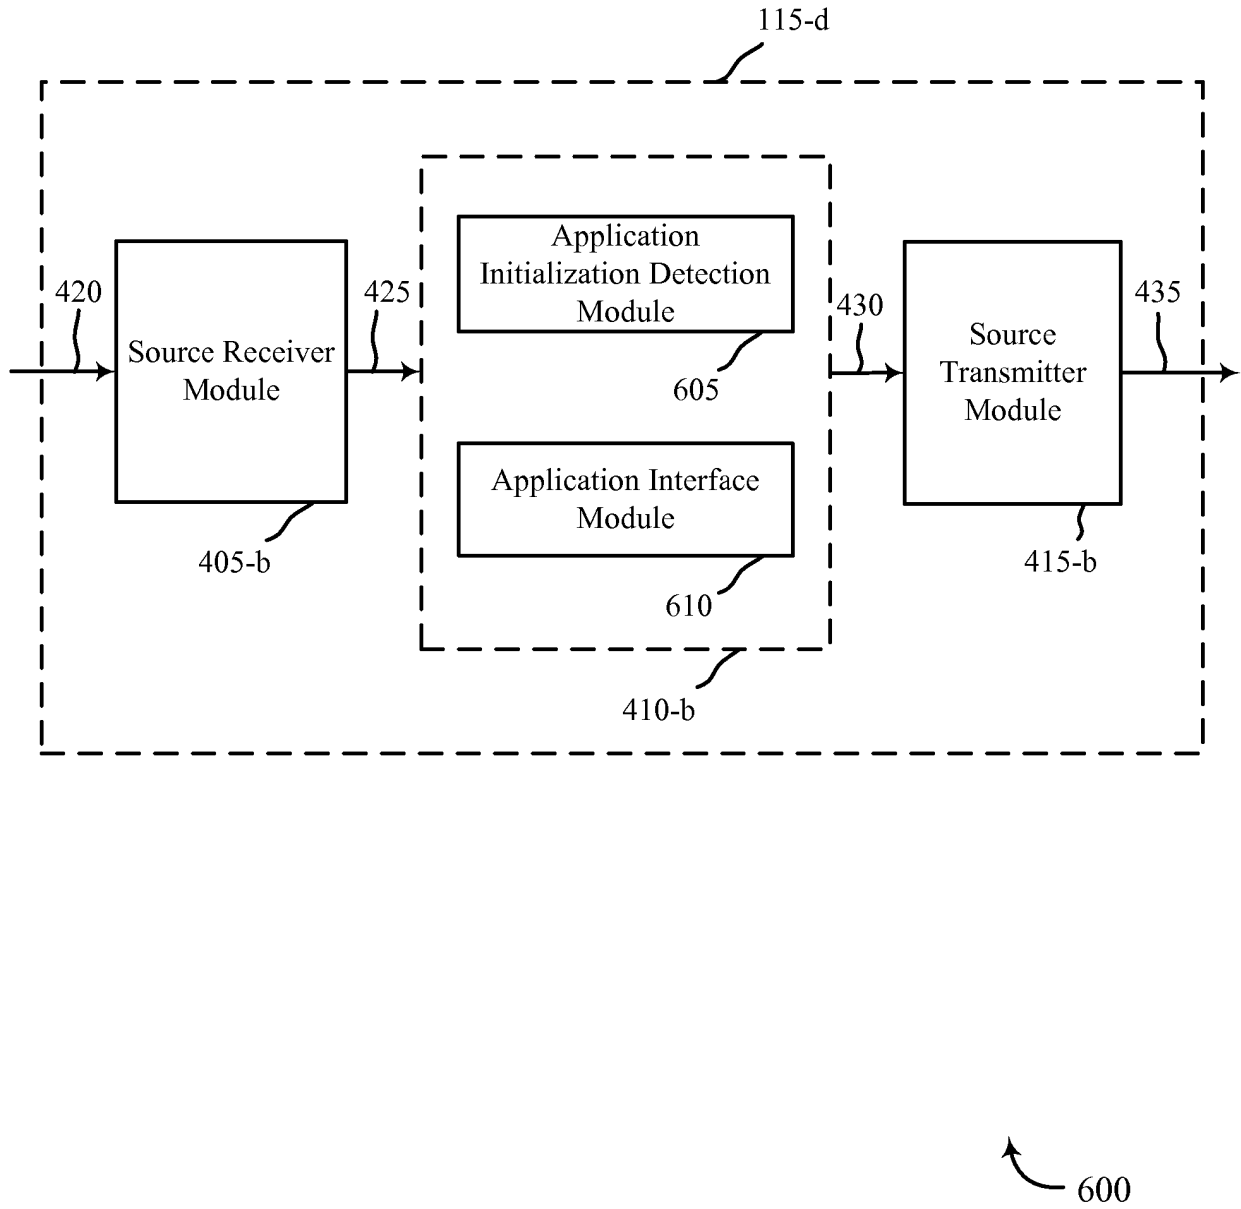 115-d
420
Source Receiver
Module
405-b
425
Application
Initialization Detection
Module
605
Application Interface
Module
610
410-b
430
Source
Transmitter
Module
415-b
435
600